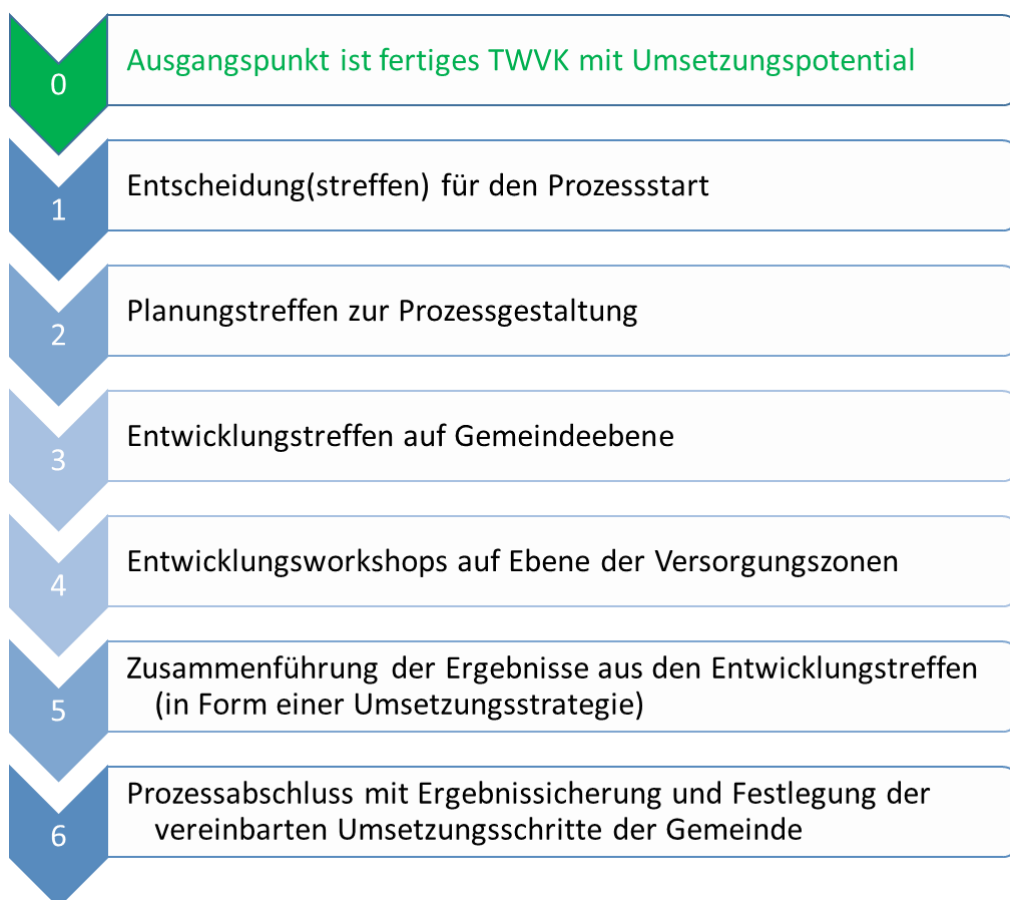 0
Ausgangspunkt ist fertiges TWVK mit Umsetzungspotential
1
Entscheidung(streffen) für den Prozessstart
2
Planungstreffen zur Prozessgestaltung
3
Entwicklungstreffen auf Gemeindeebene
4
Entwicklungsworkshops auf Ebene der Versorgungszonen
5
Zusammenführung der Ergebnisse aus den Entwicklungstreffen
(in Form einer Umsetzungsstrategie)
6
Prozessabschluss mit Ergebnissicherung und Festlegung der
vereinbarten Umsetzungsschritte der Gemeinde